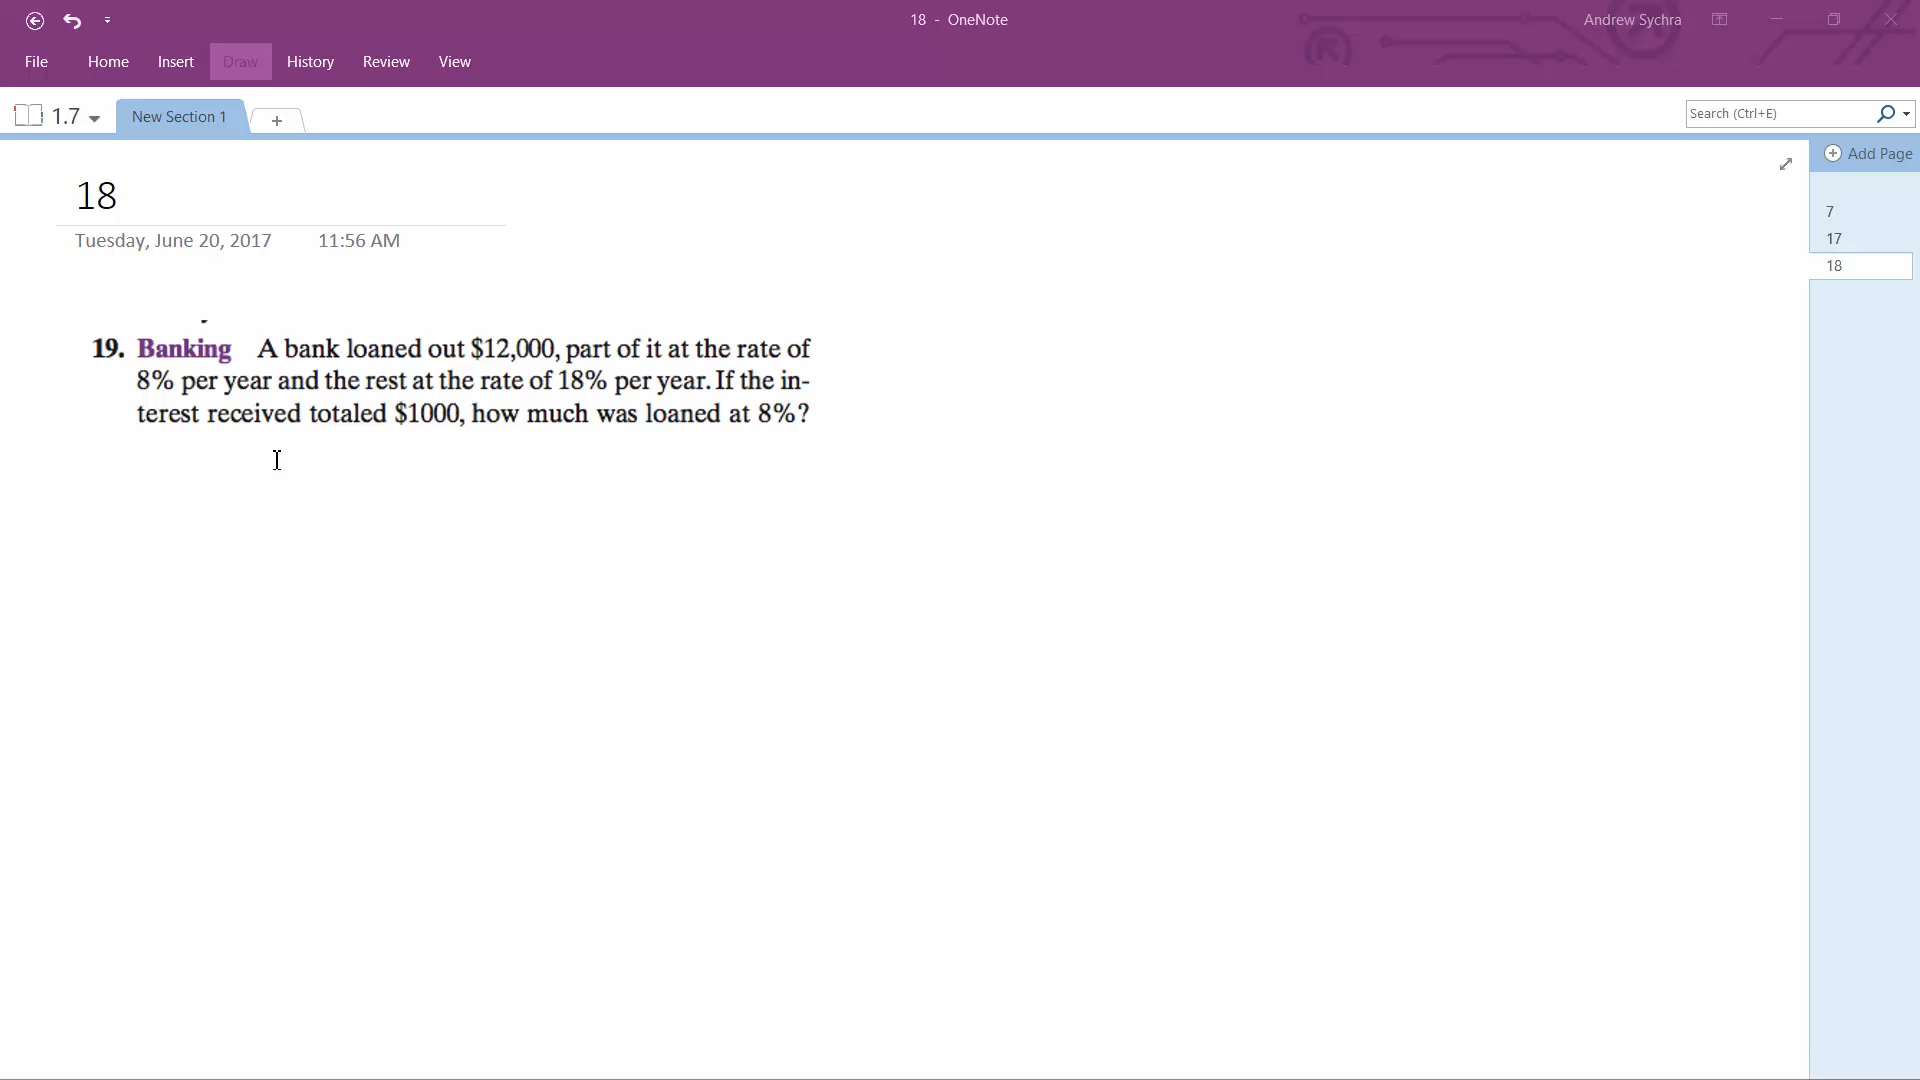 18 - OneNote
Andrew Sychra
File Home Insert Draw History Review View
1.7 New Section 1 +
Search (Ctrl+E)
Add Page
18
7
Tuesday, June 20, 2017 11:56 AM
17
18
19. Banking A bank loaned out $12,000, part of it at the rate of
8% per year and the rest at the rate of 18% per year. If the in-
terest received totaled $1000, how much was loaned at 8%?